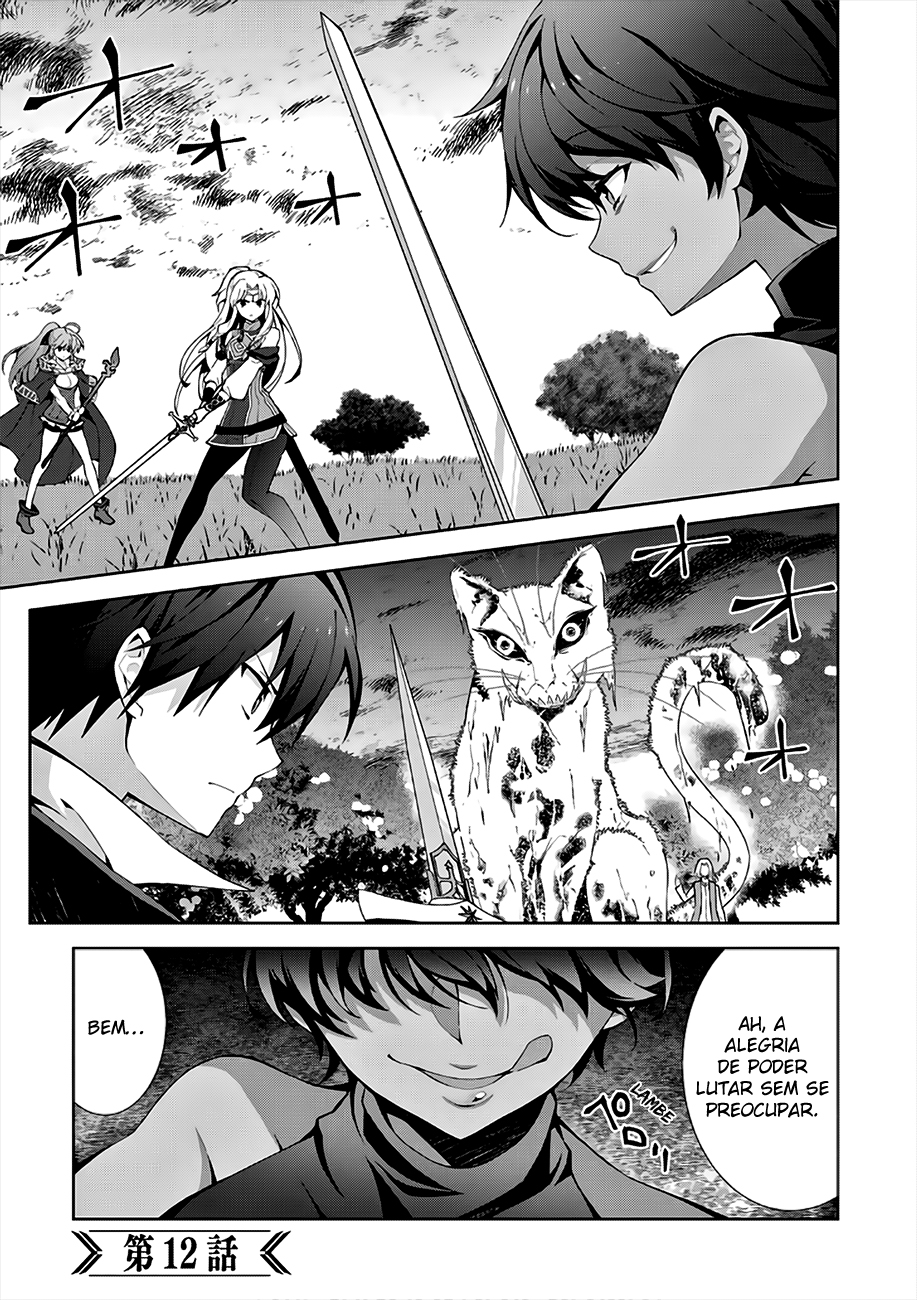 オ
オ
オ
オ
オ
オ
オ
AH, A
ALEGRIA
DE PODER
LUTAR SEM SE
PREOCUPAR.
LAMBE
ペロッ
BEM...
第12話